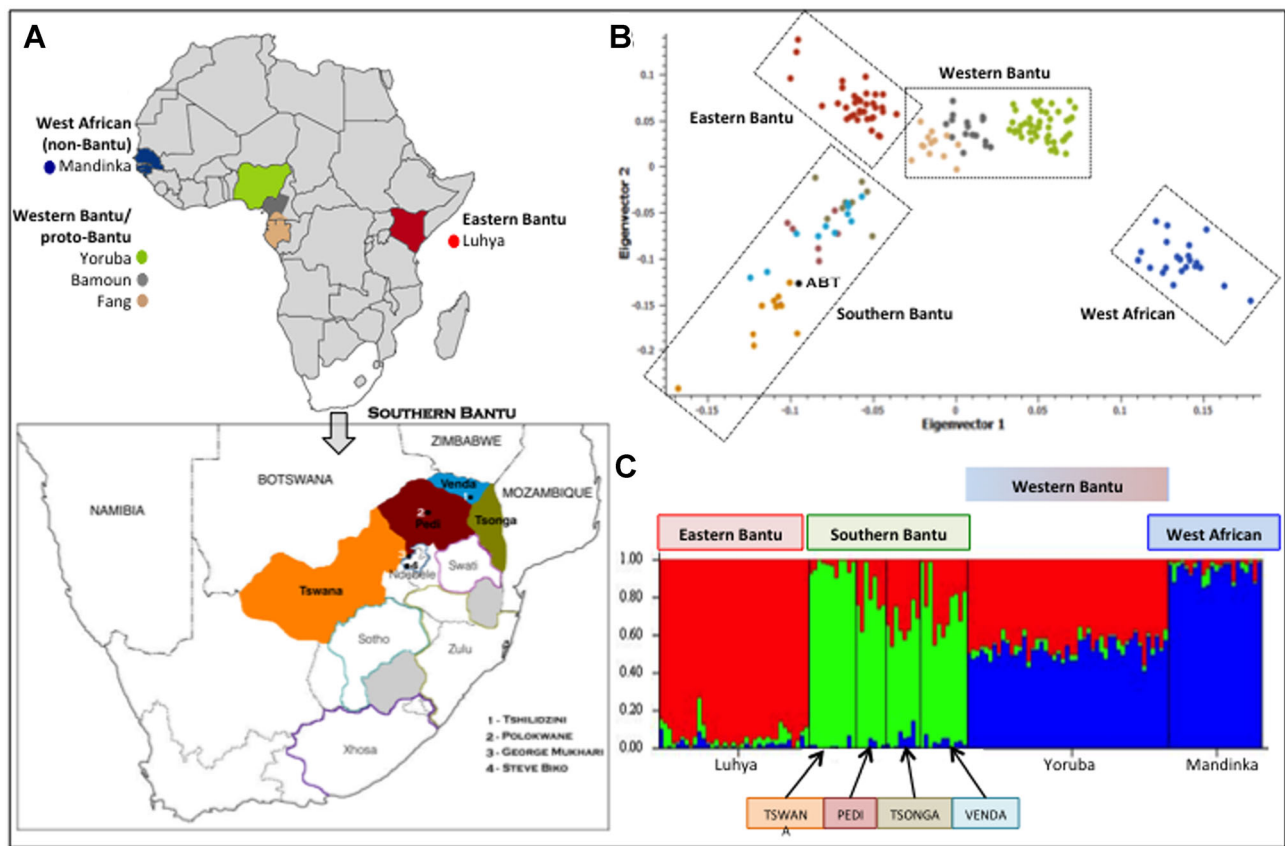 A
West African
(non-Bantu)
Mandinka
Western Bantu/
proto-Bantu
Yoruba
Bamoun
Fang
Eastern Bantu
Luhya
SOUTHERN BANTU
ZIMBABWE
BOTSWANA
NAMIBIA
MOZAMBIQUE
Venda
1
2
Pedi
Tsonga
3
4
Ndebele
Swati
Tswana
Sotho
Zulu
Xhosa
1 - TSHILIDZINI
2 - POLOKWANE
3 - GEORGE MUKHARI
4 - STEVE BIKO
B
Eastern Bantu
Western Bantu
Southern Bantu
West African
ABT
Eigenvector 2
0.1
0.05
0
-0.05
-0.1
-0.15
-0.2
-0.15
-0.1
-0.05
0
0.05
0.1
0.15
Eigenvector 1
C
Western Bantu
Eastern Bantu
Southern Bantu
West African
1.00
0.80
0.60
0.40
0.20
0.00
Luhya
Yoruba
Mandinka
TSWAN
A
PEDI
TSONGA
VENDA